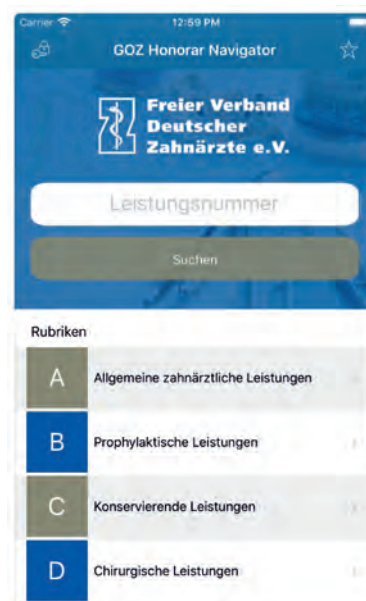 Carrier 12:59 PM
GOZ Honorar Navigator
Freier Verband
Deutscher
Zahnärzte e.V.
Leistungsnummer
Suchen
Rubriken
A Allgemeine zahnärztliche Leistungen
B Prophylaktische Leistungen
C Konservierende Leistungen
D Chirurgische Leistungen